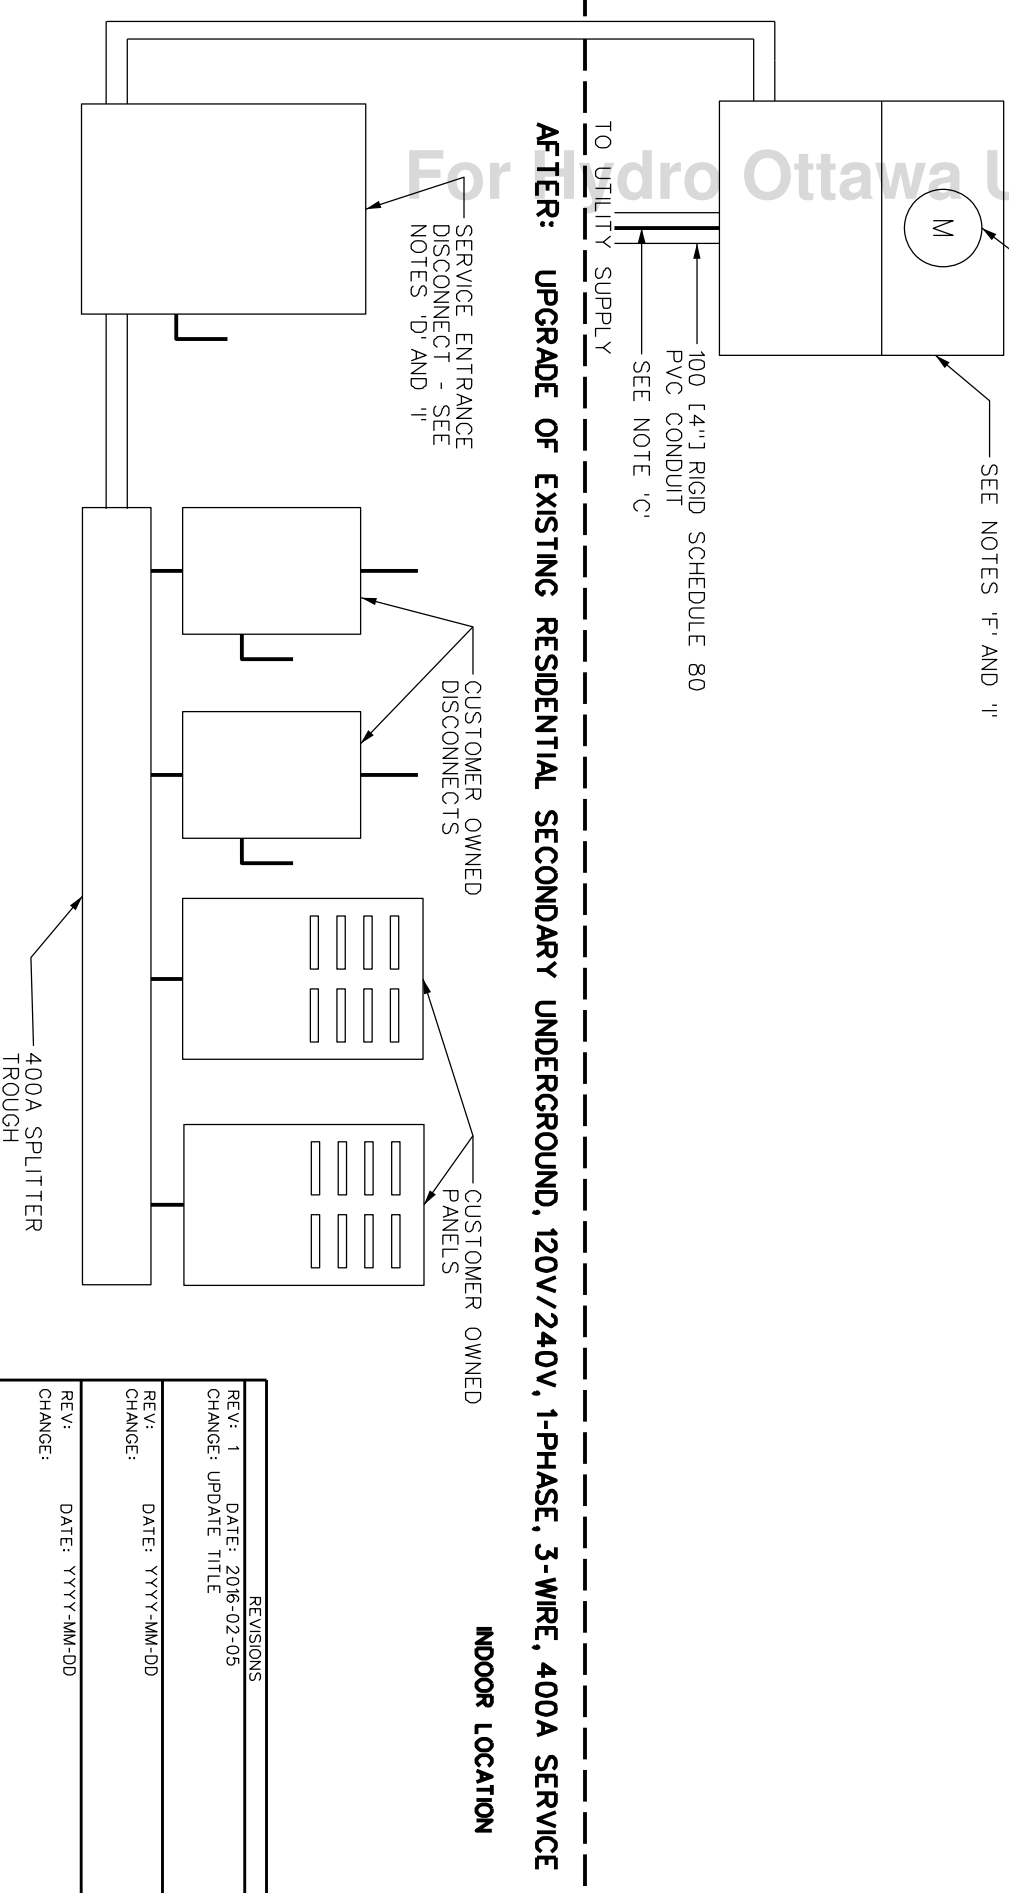 SEE NOTES 'F' AND 'I'
M
100 [4"] RIGID SCHEDULE 80
PVC CONDUIT
SEE NOTE 'C'
TO UTILITY SUPPLY
For Hydro Ottawa U
AFTER: UPGRADE OF EXISTING RESIDENTIAL SECONDARY UNDERGROUND, 120V/240V, 1-PHASE, 3-WIRE, 400A SERVICE
INDOOR LOCATION
SERVICE ENTRANCE
DISCONNECT - SEE
NOTES 'D' AND 'I'
CUSTOMER OWNED
DISCONNECTS
CUSTOMER OWNED
PANELS
400A SPLITTER
TROUGH
REVISIONS
REV: 1 DATE: 2016-02-05
CHANGE: UPDATE TITLE
REV: DATE: YYYY-MM-DD
CHANGE:
REV: DATE: YYYY-MM-DD
CHANGE: